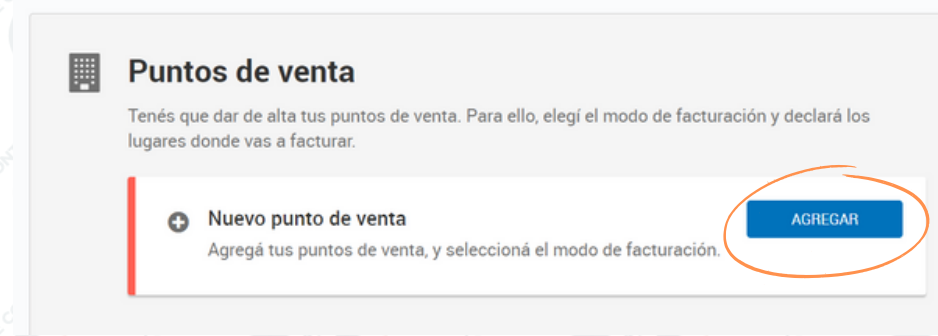 Puntos de venta
Tenés que dar de alta tus puntos de venta. Para ello, elegí el modo de facturación y declará los
lugares donde vas a facturar.
Nuevo punto de venta
AGREGAR
Agregá tus puntos de venta, y seleccioná el modo de facturación.